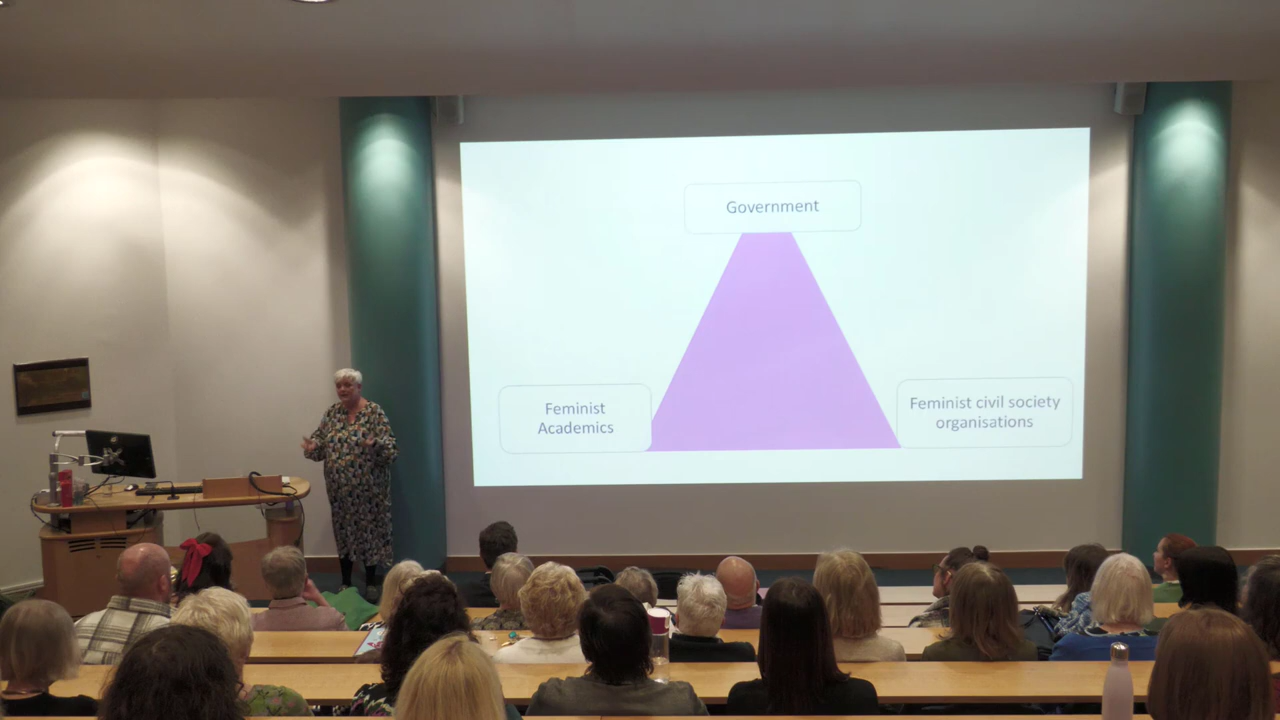 Government
Feminist
Academics
Feminist civil society
organisations